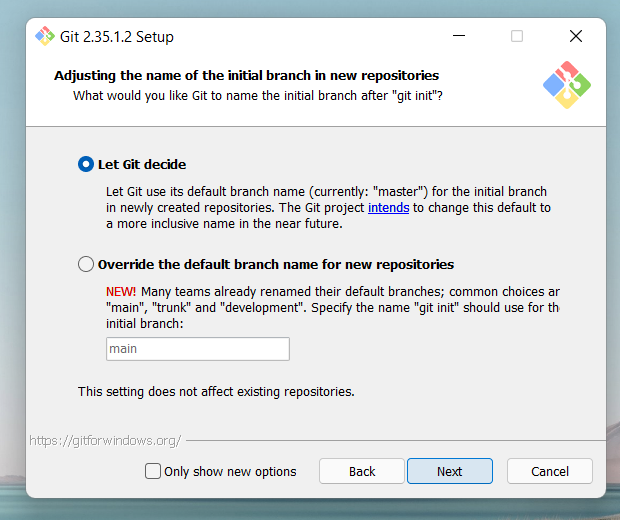 Git 2.35.1.2 Setup
Adjusting the name of the initial branch in new repositories
What would you like Git to name the initial branch after "git init"?
Let Git decide
Let Git use its default branch name (currently: "master") for the initial branch
in newly created repositories. The Git project intends to change this default to
a more inclusive name in the near future.
Override the default branch name for new repositories
NEW! Many teams already renamed their default branches; common choices ar
"main", "trunk" and "development". Specify the name "git init" should use for th
initial branch:
main
This setting does not affect existing repositories.
https://gitforwindows.org/
Only show new options
Back
Next
Cancel